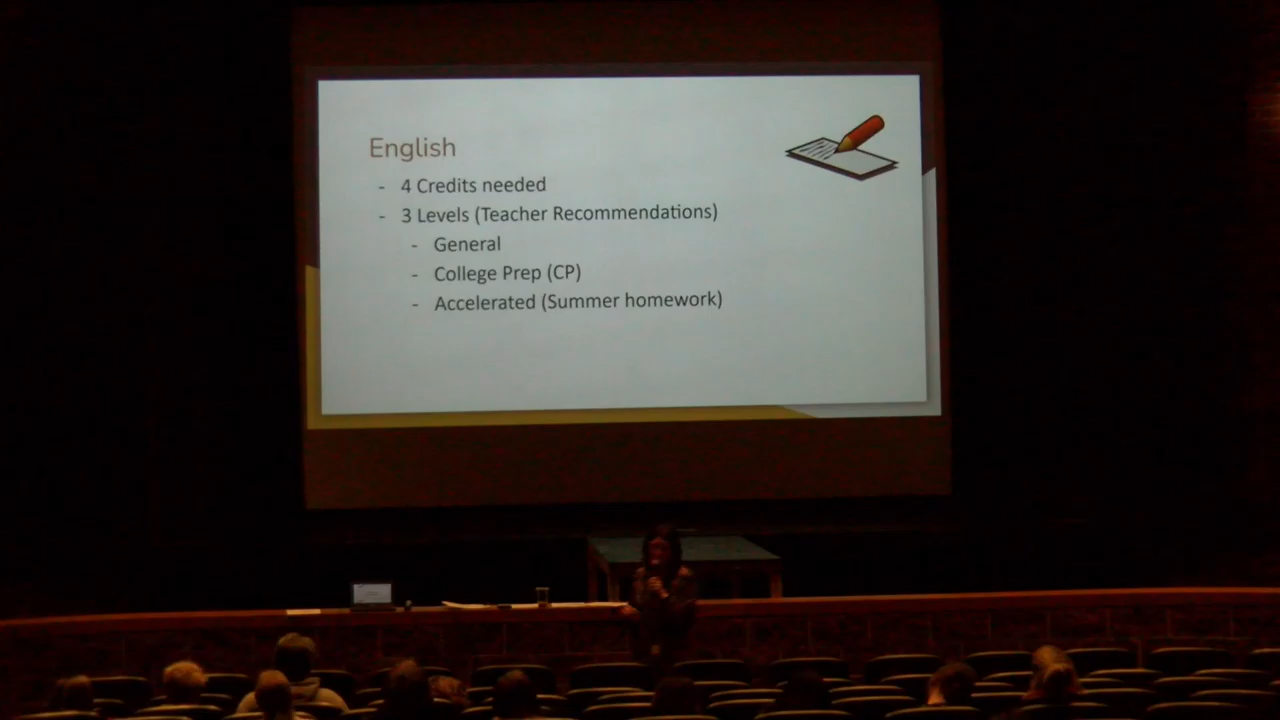 English
- 4 Credits needed
- 3 Levels (Teacher Recommendations)
- General
- College Prep (CP)
- Accelerated (Summer homework)